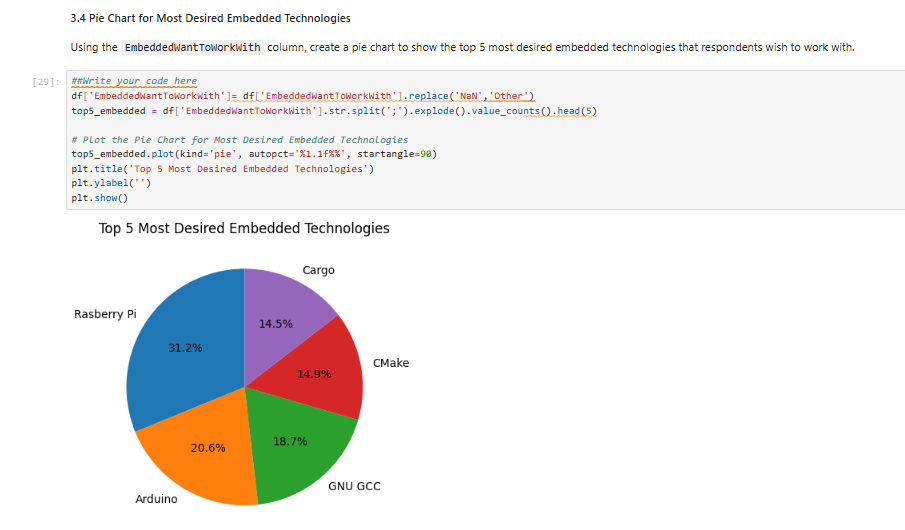 3.4 Pie Chart for Most Desired Embedded Technologies
Using the EmbeddedWantToWorkWith column, create a pie chart to show the top 5 most desired embedded technologies that respondents wish to work with.
[29]: ##Write your code here
df['EmbeddedWantToWorkWith']= df['EmbeddedWantToWorkWith'].replace('NaN','Other')
top5_embedded = df['EmbeddedWantToWorkWith'].str.split(';').explode().value_counts().head(5)
# Plot the Pie Chart for Most Desired Embedded Technologies
top5_embedded.plot(kind='pie', autopct='%1.1f%%', startangle=90)
plt.title('Top 5 Most Desired Embedded Technologies')
plt.ylabel('')
plt.show()
Top 5 Most Desired Embedded Technologies
Cargo
Rasberry Pi
14.5%
31.2%
CMake
14.9%
18.7%
20.6%
GNU GCC
Arduino